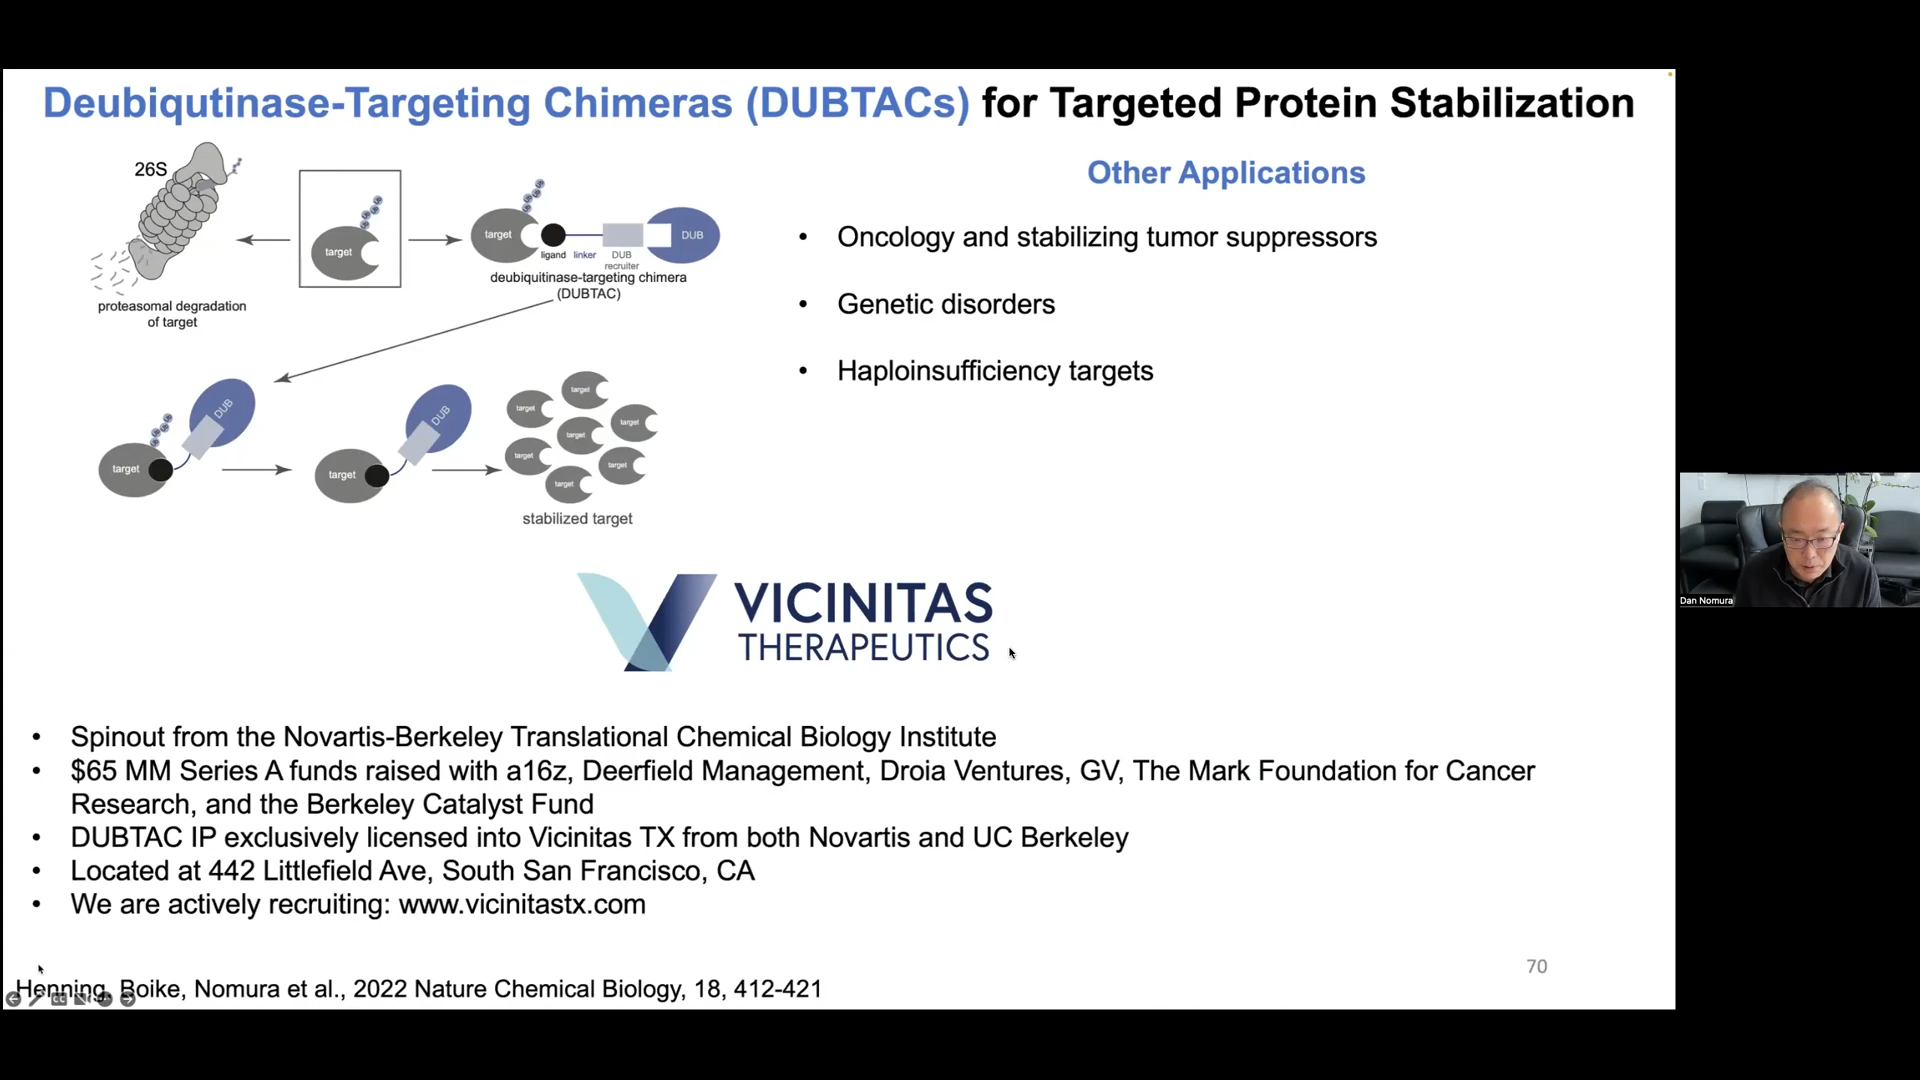 Deubiqutinase-Targeting Chimeras (DUBTACs) for Targeted Protein Stabilization
26S
proteasomal degradation
of target
target
target
ligand
linker
DUB
recruiter
DUB
deubiquitinase-targeting chimera
(DUBTAC)
target
DUB
target
DUB
target
target
target
target
target
target
target
stabilized target
Other Applications
• Oncology and stabilizing tumor suppressors
• Genetic disorders
• Haploinsufficiency targets
VICINITAS
THERAPEUTICS
• Spinout from the Novartis-Berkeley Translational Chemical Biology Institute
• $65 MM Series A funds raised with a16z, Deerfield Management, Droia Ventures, GV, The Mark Foundation for Cancer
Research, and the Berkeley Catalyst Fund
• DUBTAC IP exclusively licensed into Vicinitas TX from both Novartis and UC Berkeley
• Located at 442 Littlefield Ave, South San Francisco, CA
• We are actively recruiting: www.vicinitastx.com
70
Henning, Boike, Nomura et al., 2022 Nature Chemical Biology, 18, 412-421
Dan Nomura